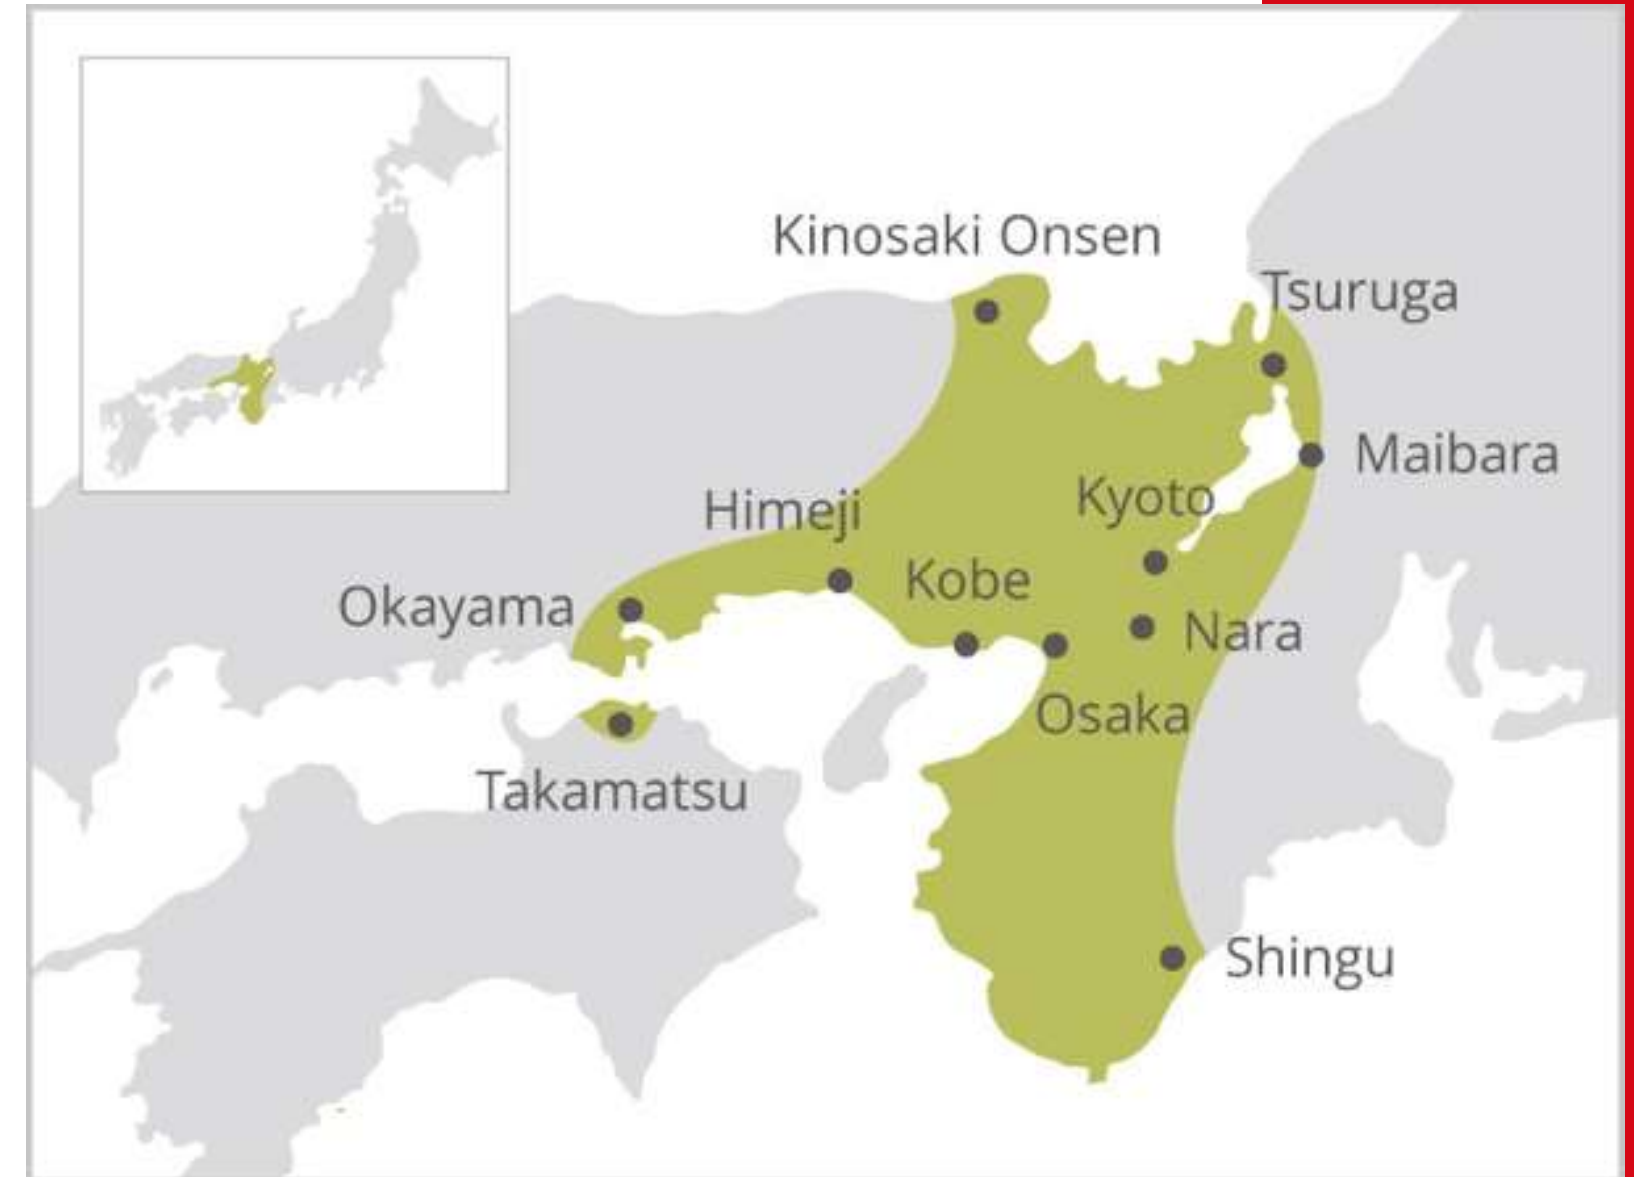 Kinosaki Onsen
Tsuruga
Maibara
Kyoto
Himeji
Kobe
Okayama
Nara
Osaka
Takamatsu
Shingu